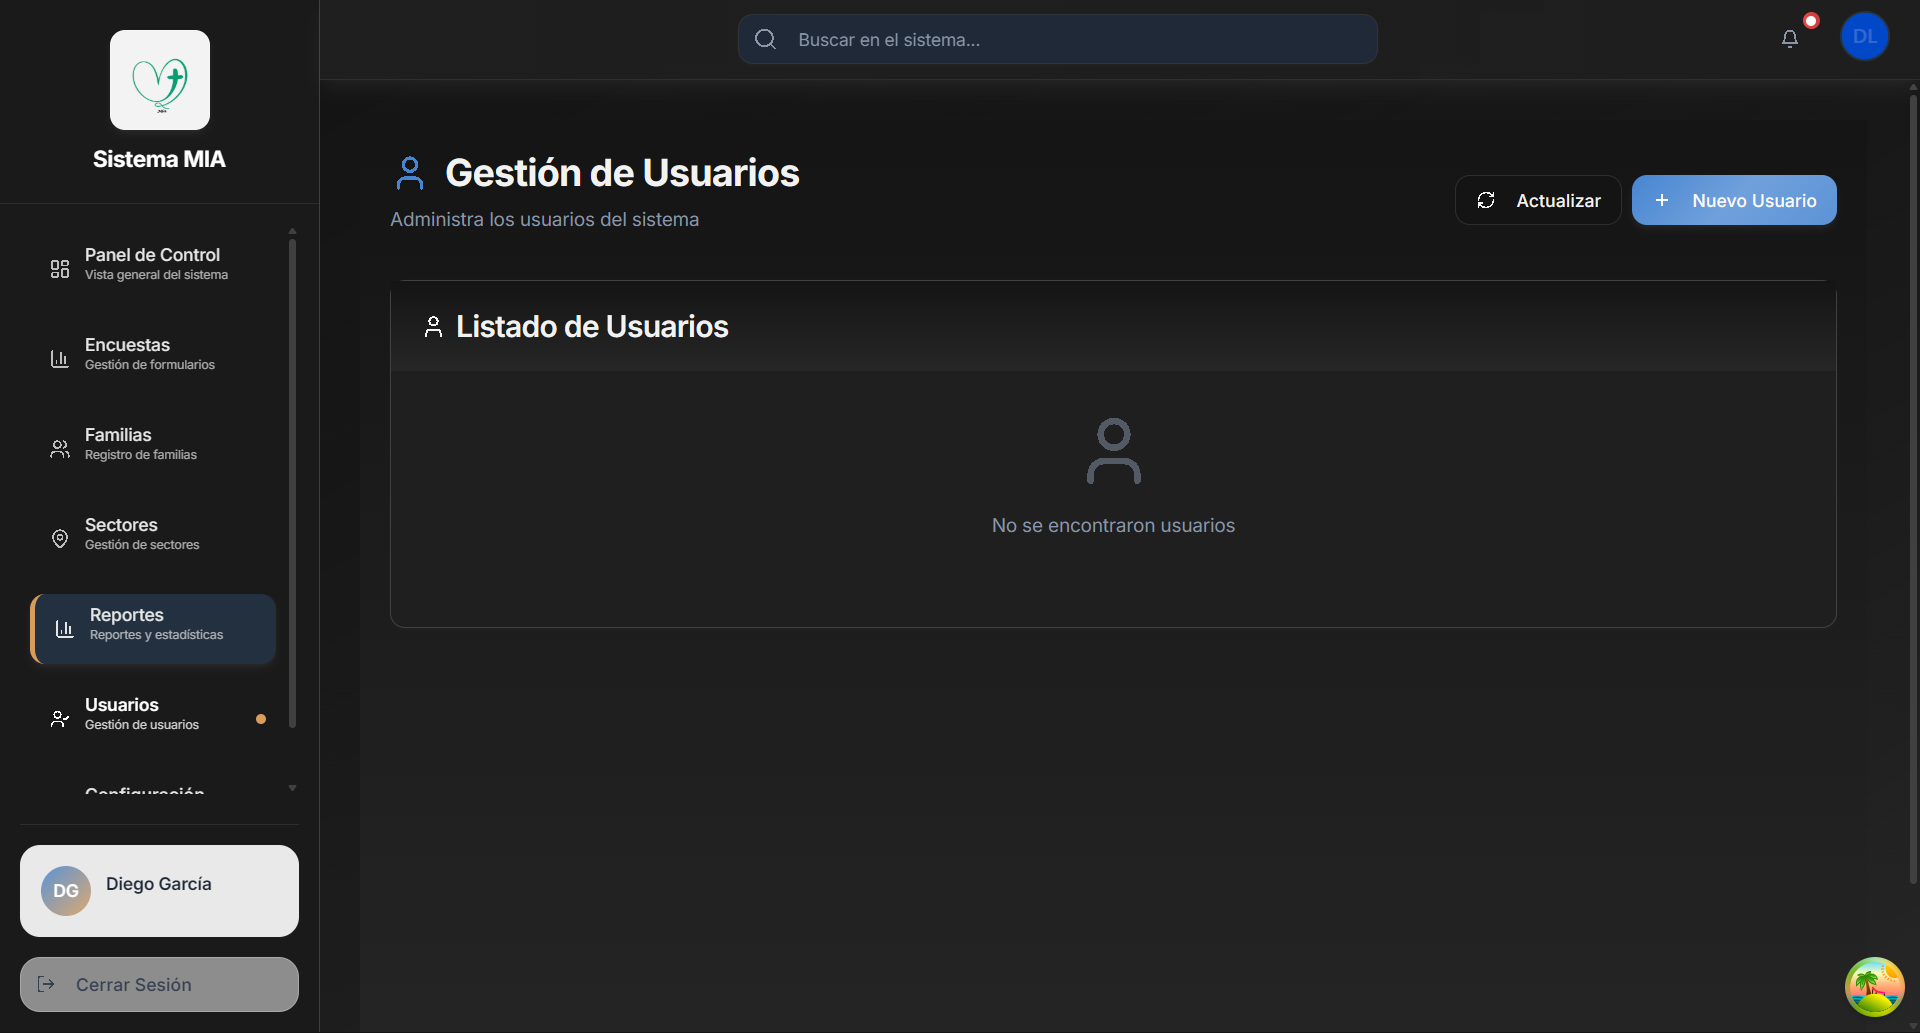 Sistema MIA
Panel de Control
Vista general del sistema
Encuestas
Gestión de formularios
Familias
Registro de familias
Sectores
Gestión de sectores
Reportes
Reportes y estadísticas
Usuarios
Gestión de usuarios
Configuración
DG
Diego García
Cerrar Sesión
Buscar en el sistema...
DL
Gestión de Usuarios
Administra los usuarios del sistema
Actualizar
Nuevo Usuario
Listado de Usuarios
No se encontraron usuarios